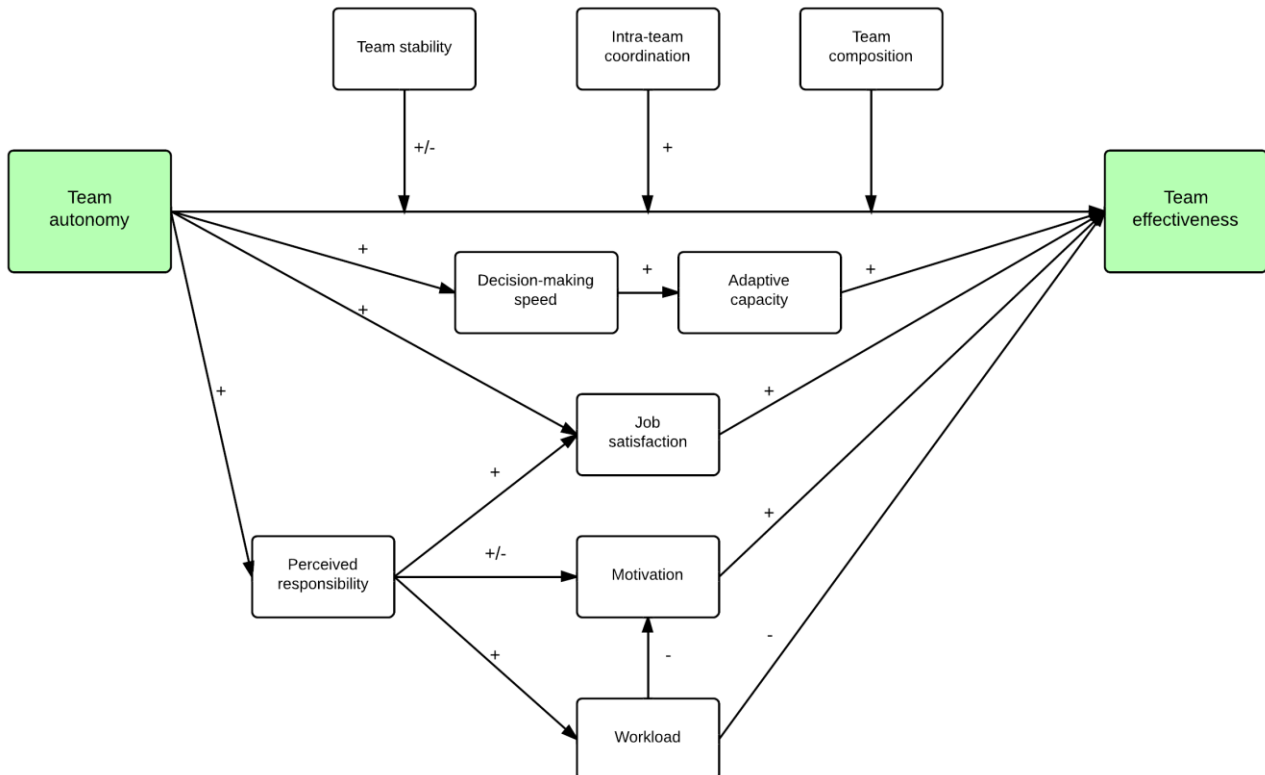 Team stability
Intra-team
coordination
Team
composition
+/-
+
Team
autonomy
Team
effectiveness
+
Decision-making
speed
+
Adaptive
capacity
+
+
+
Job
satisfaction
+
+
Perceived
responsibility
+/-
Motivation
+
+
-
-
Workload